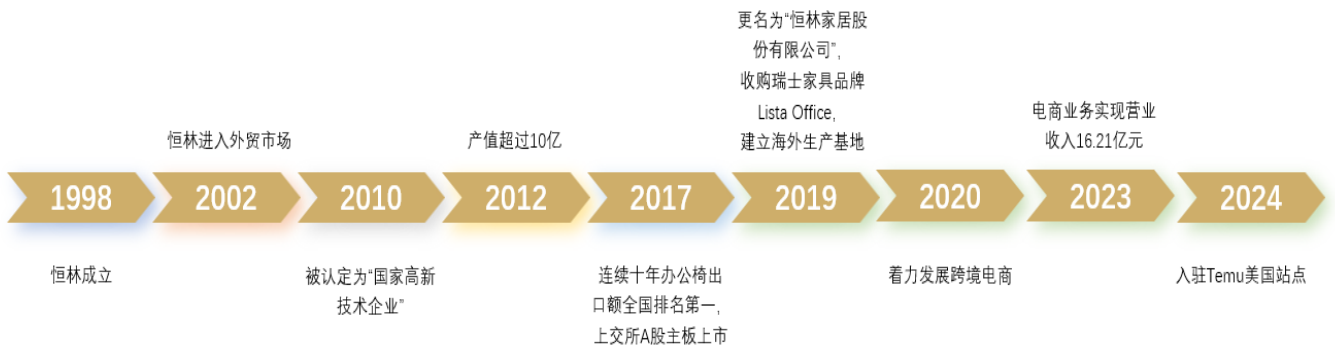 更名为“恒林家居股
份有限公司”,
收购瑞士家具品牌
Lista Office,
建立海外生产基地
恒林进入外贸市场
产值超过10亿
电商业务实现营业
收入16.21亿元
1998
2002
2010
2012
2017
2019
2020
2023
2024
恒林成立
被认定为“国家高新
技术企业”
连续十年办公椅出
口额全国排名第一,
上交所A股主板上市
着力发展跨境电商
入驻Temu美国站点